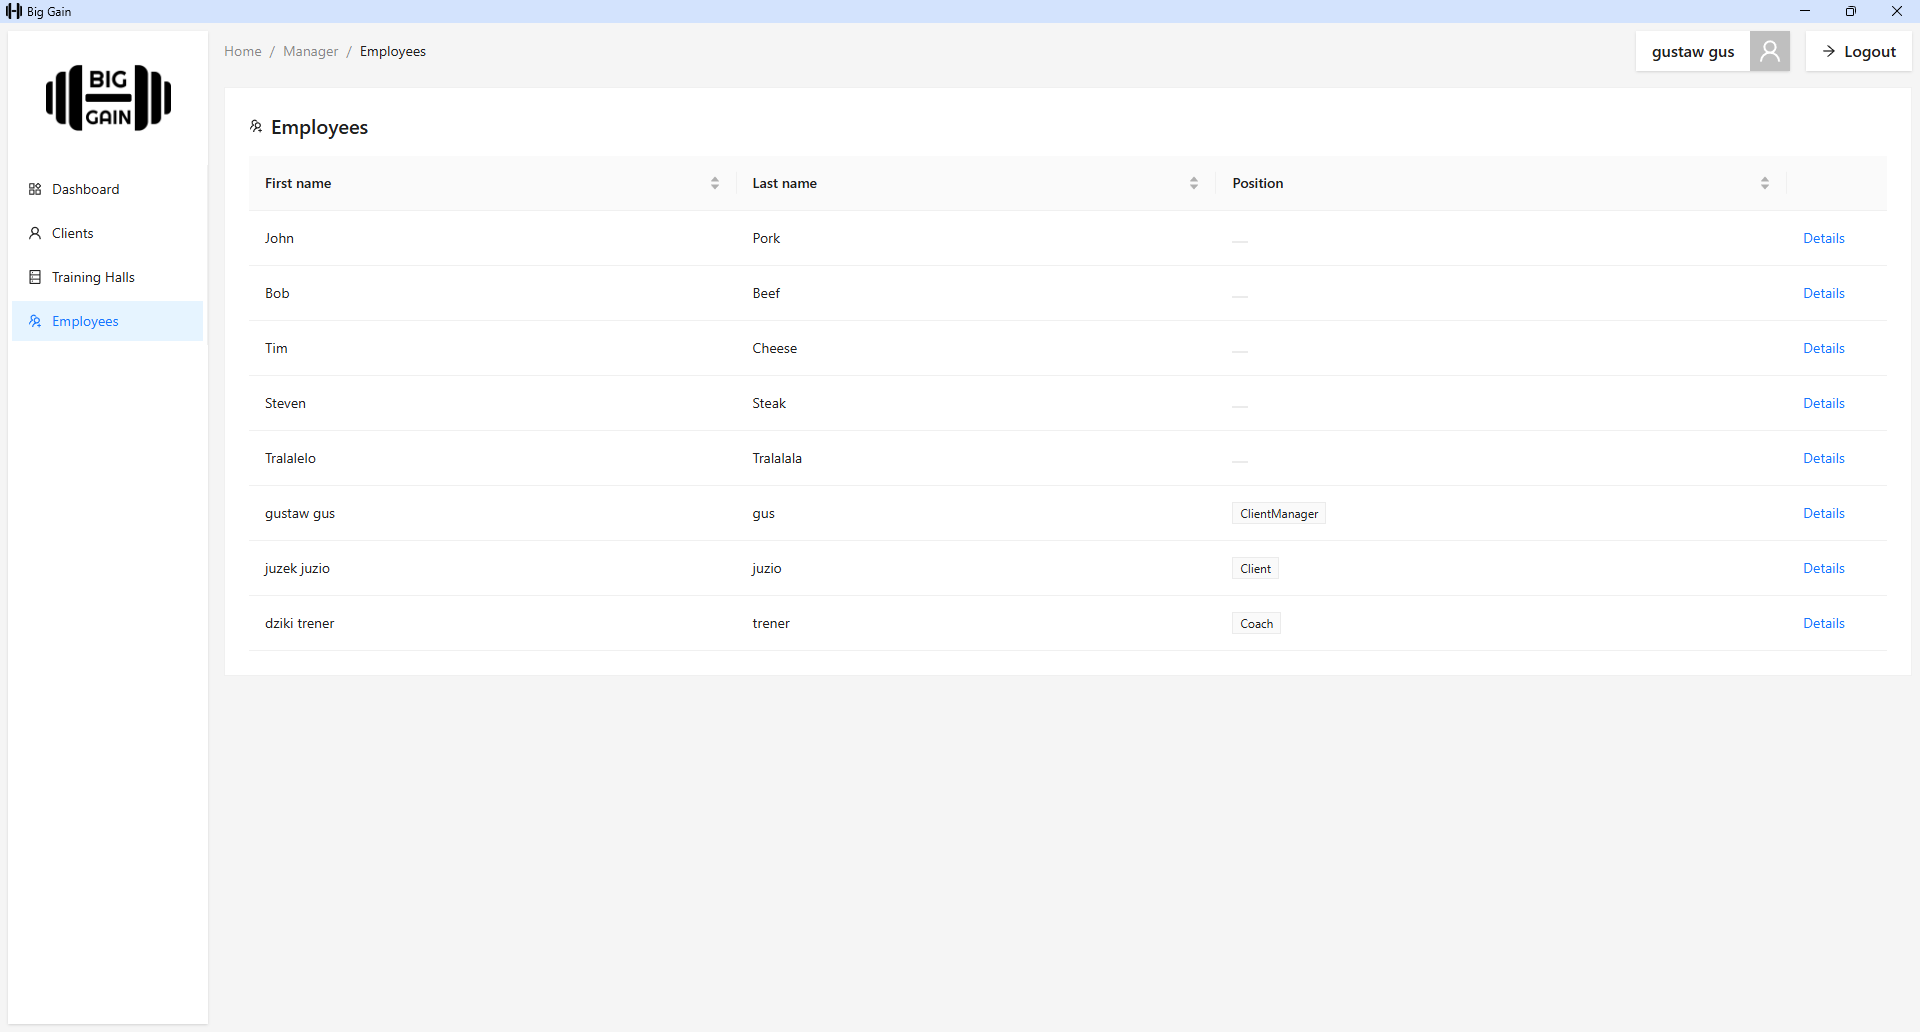 Big Gain
Home / Manager / Employees
gustaw gus
Logout
BIG
GAIN
Dashboard
Clients
Training Halls
Employees
Employees
First name Last name Position
John Pork Details
Bob Beef Details
Tim Cheese Details
Steven Steak Details
Tralalelo Tralalala Details
gustaw gus gus ClientManager Details
juzek juzio juzio Client Details
dziki trener trener Coach Details